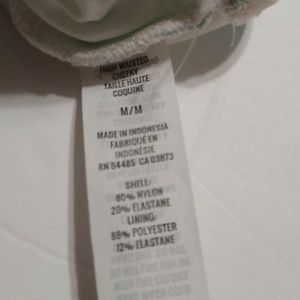 HIGH WAISTED
CHEEKY
TAILLE HAUTE
COQUINE
M/M
MADE IN INDONESIA
FABRIQUÉ EN
INDONÉSIE
RN 54485 CA 03873
SHELL:
80% NYLON
20% ELASTANE
LINING:
88% POLYESTER
12% ELASTANE